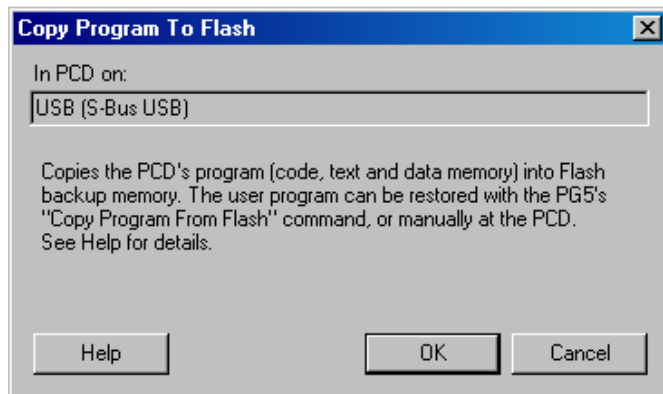 Copy Program To Flash
In PCD on:
USB (S-Bus USB)
Copies the PCD's program (code, text and data memory) into Flash
backup memory. The user program can be restored with the PG5's
"Copy Program From Flash" command, or manually at the PCD.
See Help for details.
Help OK Cancel